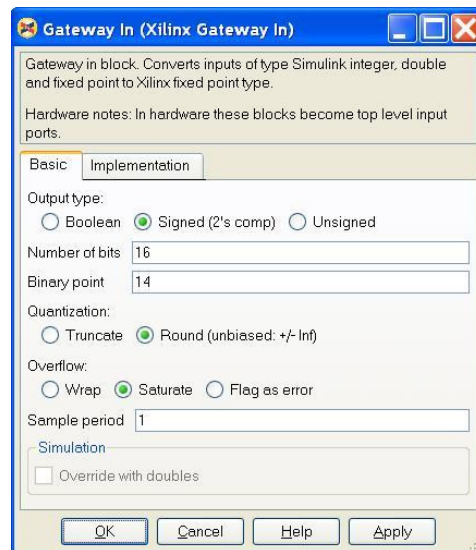 Gateway In (Xilinx Gateway In)
Gateway in block. Converts inputs of type Simulink integer, double
and fixed point to Xilinx fixed point type.
Hardware notes: In hardware these blocks become top level input
ports.
Basic Implementation
Output type:
Boolean Signed (2's comp) Unsigned
Number of bits 16
Binary point 14
Quantization:
Truncate Round (unbiased: +/- Inf)
Overflow:
Wrap Saturate Flag as error
Sample period 1
Simulation
Override with doubles
OK Cancel Help Apply